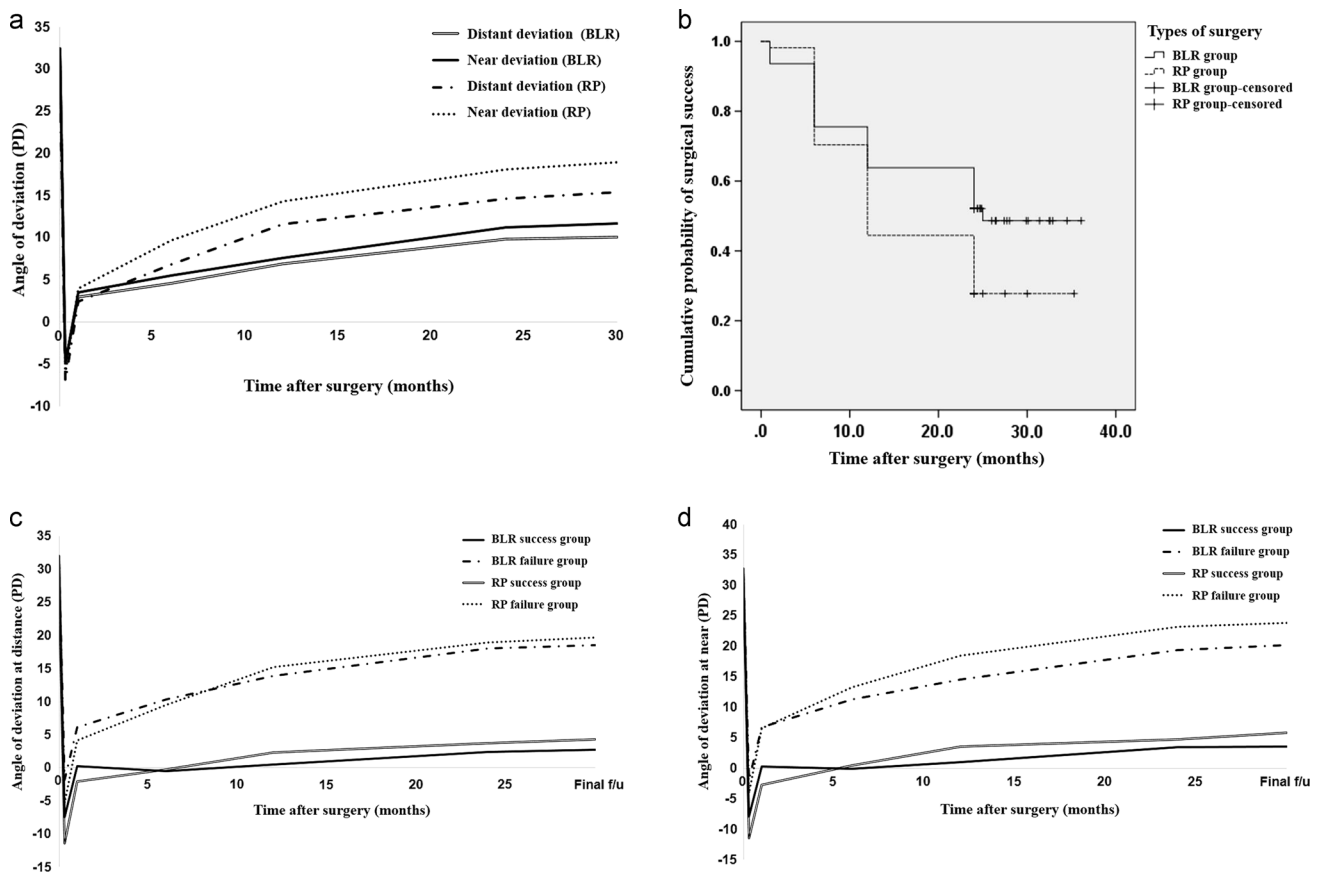 a
35
30
25
20
15
10
5
0
-5
-10
Angle of deviation (PD)
0 5 10 15 20 25 30
Time after surgery (months)
Distant deviation (BLR)
Near deviation (BLR)
Distant deviation (RP)
Near deviation (RP)
b
1.0
0.8
0.6
0.4
0.2
0.0
Cumulative probability of surgical success
.0 10.0 20.0 30.0 40.0
Time after surgery (months)
Types of surgery
BLR group
RP group
BLR group-censored
RP group-censored
c
35
30
25
20
15
10
5
0
-5
-10
-15
Angle of deviation at distance (PD)
0 5 10 15 20 25 Final f/u
Time after surgery (months)
BLR success group
BLR failure group
RP success group
RP failure group
d
40
35
30
25
20
15
10
5
0
-5
-10
-15
Angle of deviation at near (PD)
0 5 10 15 20 25 Final f/u
Time after surgery (months)
BLR success group
BLR failure group
RP success group
RP failure group